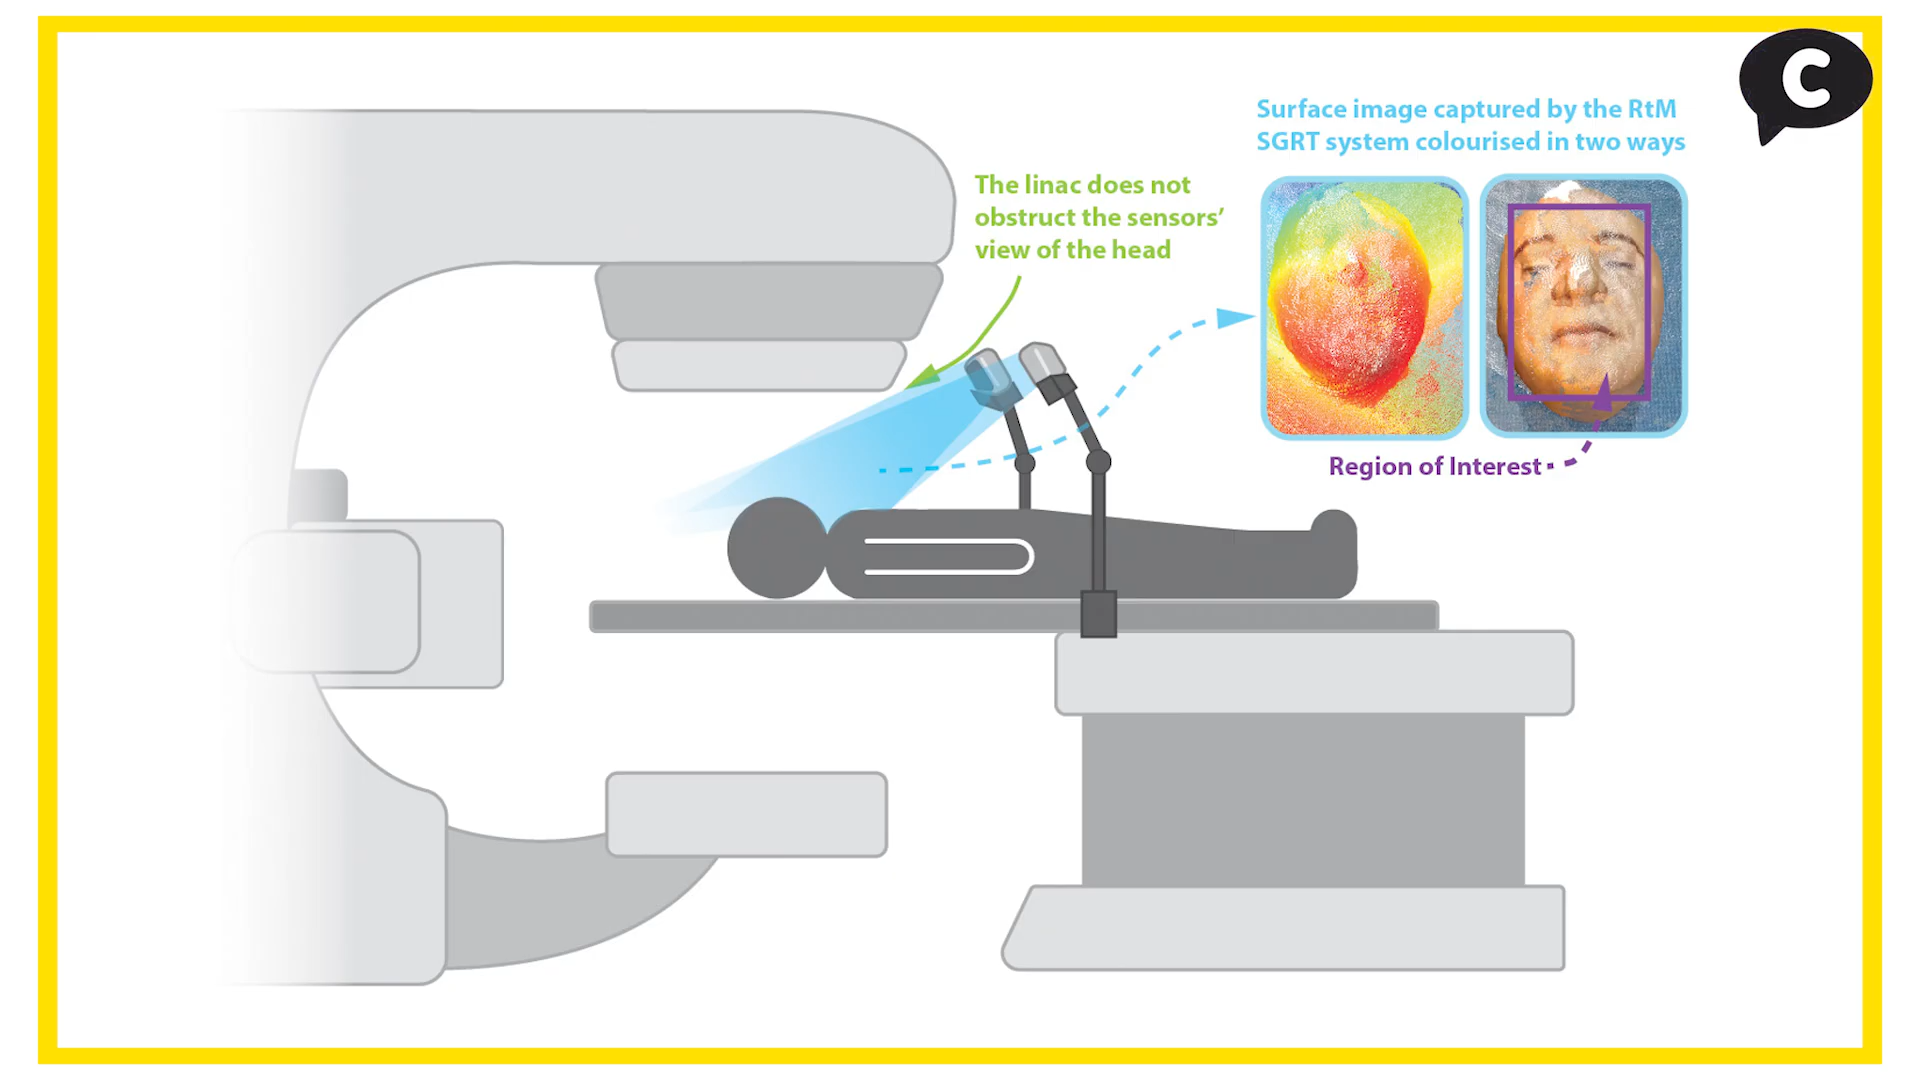 C
Surface image captured by the RtM
SGRT system colourised in two ways
The linac does not
obstruct the sensors’
view of the head
Region of Interest